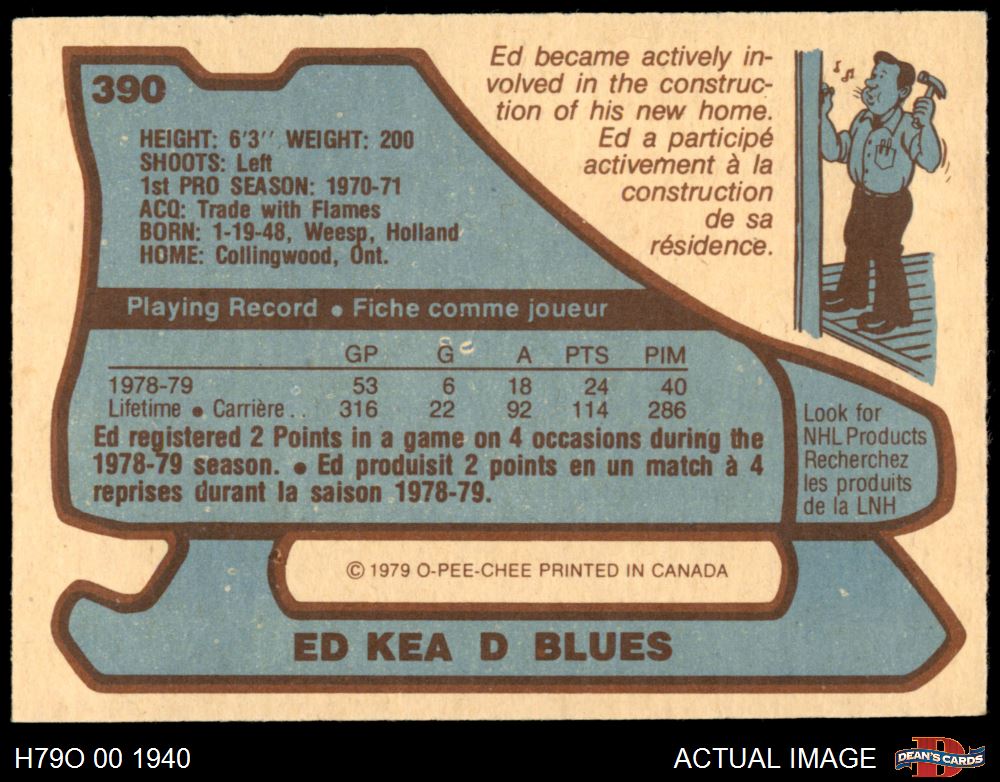 390
HEIGHT: 6'3'' WEIGHT: 200
SHOOTS: Left
1st PRO SEASON: 1970-71
ACQ: Trade with Flames
BORN: 1-19-48, Weesp, Holland
HOME: Collingwood, Ont.
Ed became actively in-
volved in the construc-
tion of his new home.
Ed a participé
activement à la
construction
de sa
résidence.
Playing Record • Fiche comme joueur
GP G A PTS PIM
1978-79 53 6 18 24 40
Lifetime • Carrière . . 316 22 92 114 286
Ed registered 2 Points in a game on 4 occasions during the
1978-79 season. • Ed produisit 2 points en un match à 4
reprises durant la saison 1978-79.
Look for
NHL Products
Recherchez
les produits
de la LNH
© 1979 O-PEE-CHEE PRINTED IN CANADA
ED KEA D BLUES
H79O 00 1940
ACTUAL IMAGE
D
DEAN'S CARDS